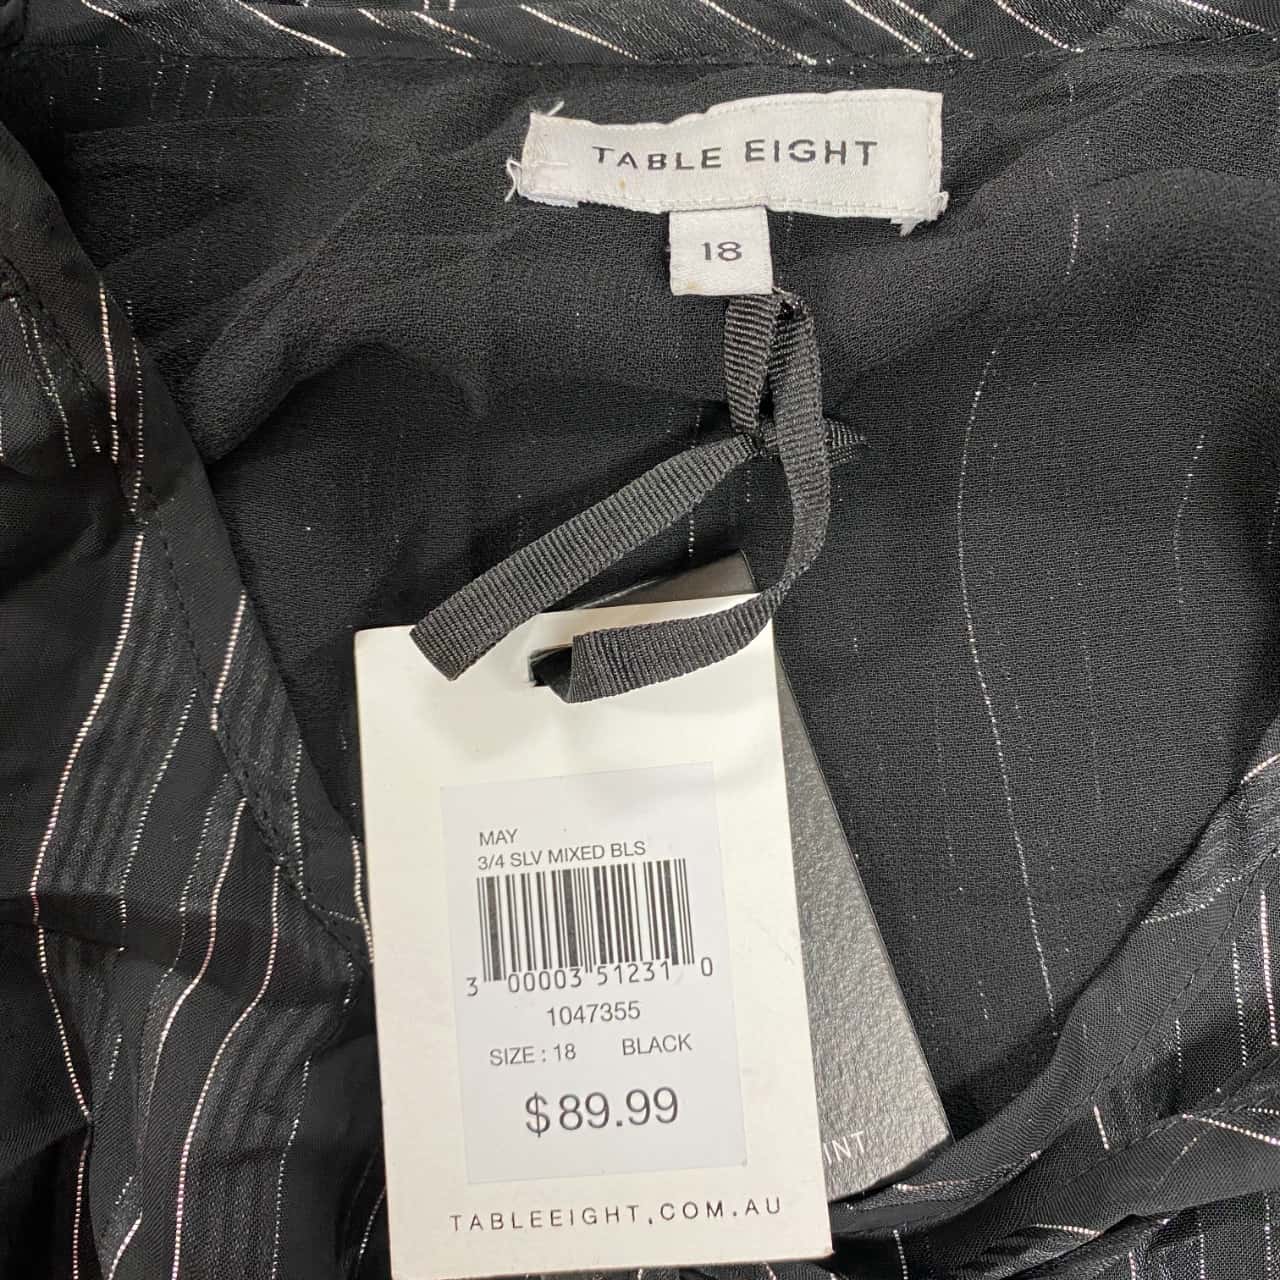 TABLE EIGHT
18
MAY
3/4 SLV MIXED BLS
3 00003 51231 0
1047355
SIZE : 18 BLACK
$89.99
TABLEEIGHT.COM.AU